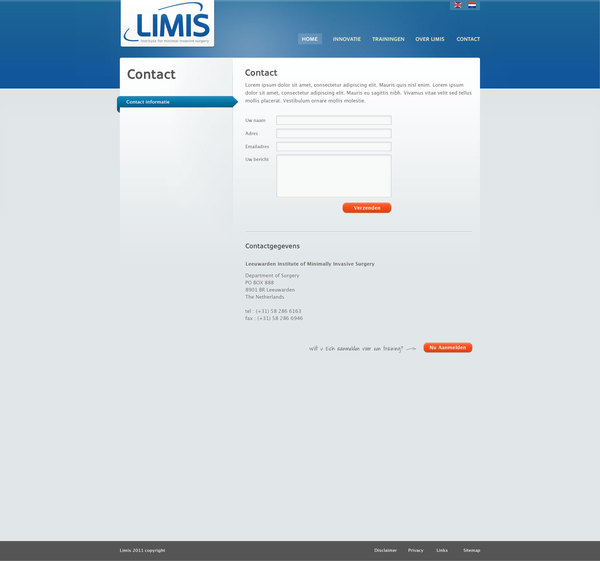 LIMIS
institute for minimal invasive surgery
HOME INNOVATIE TRAININGEN OVER LIMIS CONTACT
Contact
Contact informatie
Contact
Lorem ipsum dolor sit amet, consectetur adipiscing elit. Mauris quis nisl enim. Lorem ipsum
dolor sit amet, consectetur adipiscing elit. Mauris eu sagittis nibh. Vivamus vitae velit sed tellus
mollis placerat. Vestibulum ornare mollis molestie.
Uw naam
Adres
Emailadres
Uw bericht
Verzenden
Contactgegevens
Leeuwarden Institute of Minimally Invasive Surgery
Department of Surgery
PO BOX 888
8901 BR Leeuwarden
The Netherlands
tel : (+31) 58 286 6163
fax : (+31) 58 286 6946
Wilt u zich aanmelden voor een training?
Nu Aanmelden
Limis 2011 copyright
Disclaimer Privacy Links Sitemap